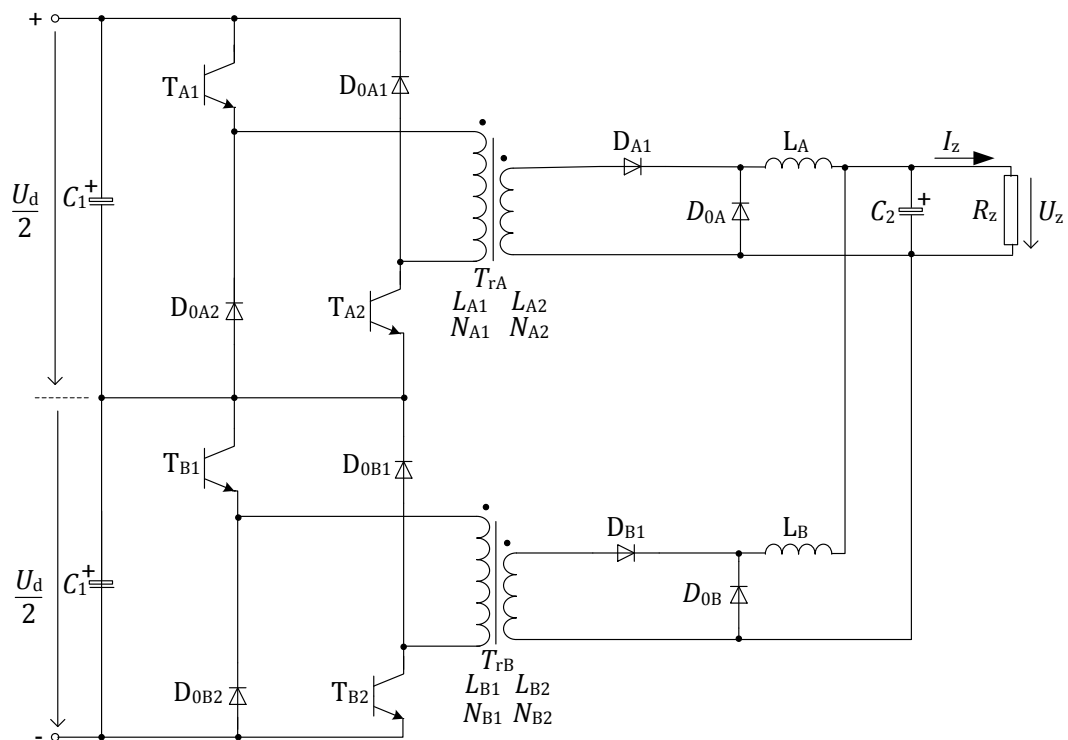 +
T_A1
D_0A1
U_d/2
C_1 +
D_A1
L_A
I_z
D_0A
C_2 +
R_z
U_z
D_0A2
T_A2
T_rA
L_A1 L_A2
N_A1 N_A2
T_B1
D_0B1
U_d/2
C_1 +
D_B1
L_B
D_0B
D_0B2
T_B2
T_rB
L_B1 L_B2
N_B1 N_B2
-